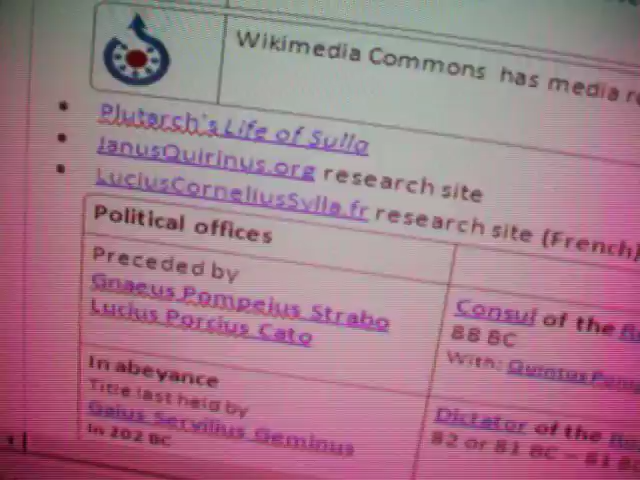 Wikimedia Commons has media
Plutarch's Life of Sulla
JanusQuirinus.org research site
LuciusCorneliusSylla.fr research site (French)
Political offices
Preceded by
Gnaeus Pompeius Strabo
Lucius Porcius Cato
Consul of the
88 BC
With: Quintus
In abeyance
Title last held by
Gaius Servilius Geminus
in 202 BC
Dictator of the
82 or 81 BC – 81